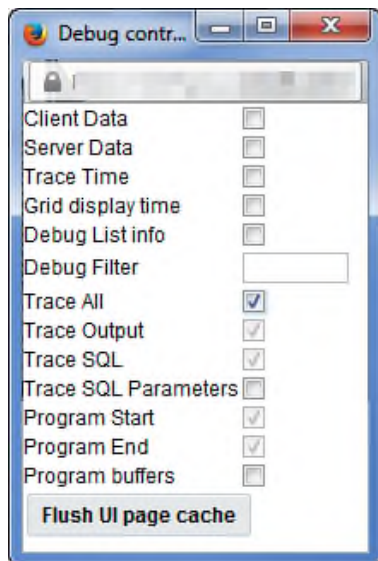 Debug contr...
Client Data
Server Data
Trace Time
Grid display time
Debug List info
Debug Filter
Trace All
Trace Output
Trace SQL
Trace SQL Parameters
Program Start
Program End
Program buffers
Flush UI page cache